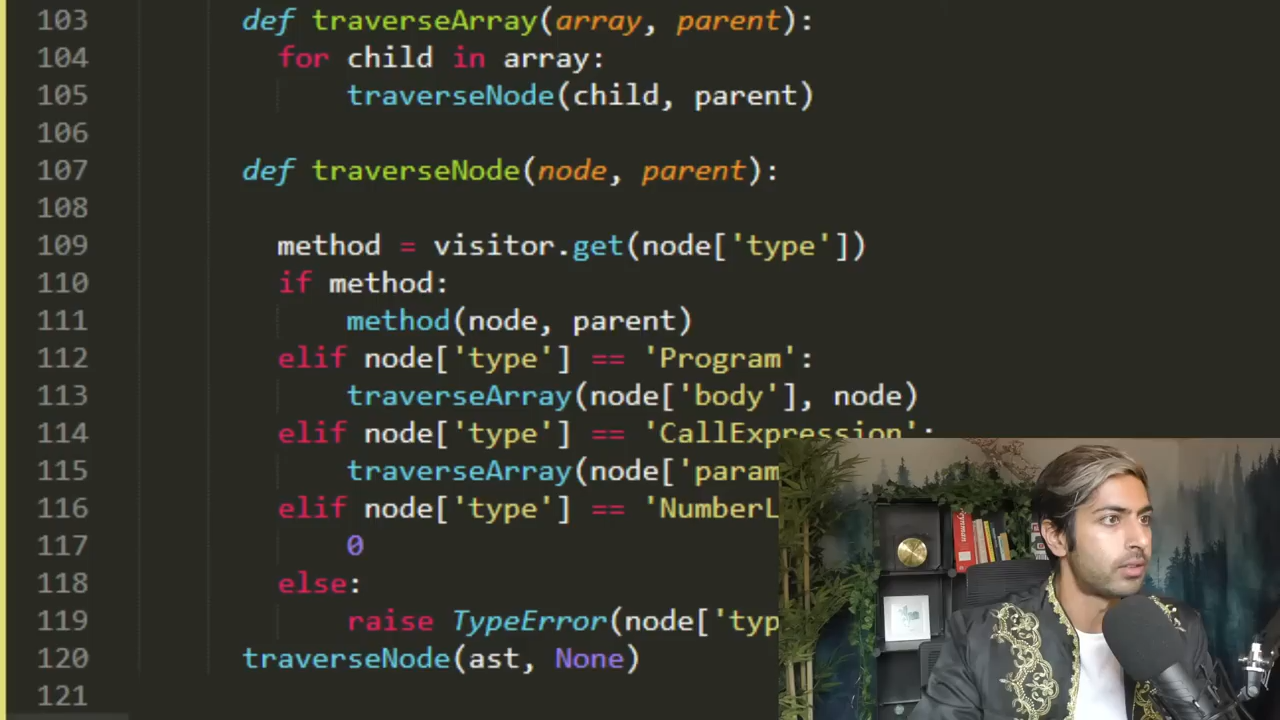 103 def traverseArray(array, parent):
104 for child in array:
105 traverseNode(child, parent)
106
107 def traverseNode(node, parent):
108
109 method = visitor.get(node['type'])
110 if method:
111 method(node, parent)
112 elif node['type'] == 'Program':
113 traverseArray(node['body'], node)
114 elif node['type'] == 'CallExpression':
115 traverseArray(node['param
116 elif node['type'] == 'NumberL
117 0
118 else:
119 raise TypeError(node['typ
120 traverseNode(ast, None)
121